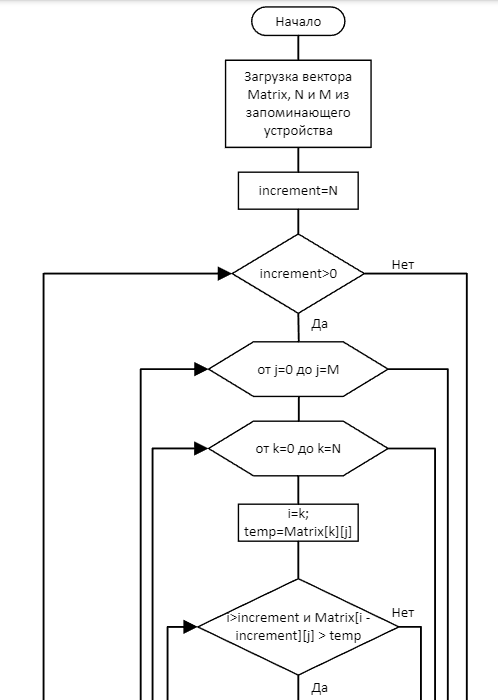 Начало
Загрузка вектора
Matrix, N и M из
запоминающего
устройства
increment=N
increment>0
Нет
Да
от j=0 до j=M
от k=0 до k=N
i=k;
temp=Matrix[k][j]
i>increment и Matrix[i -
increment][j] > temp
Нет
Да